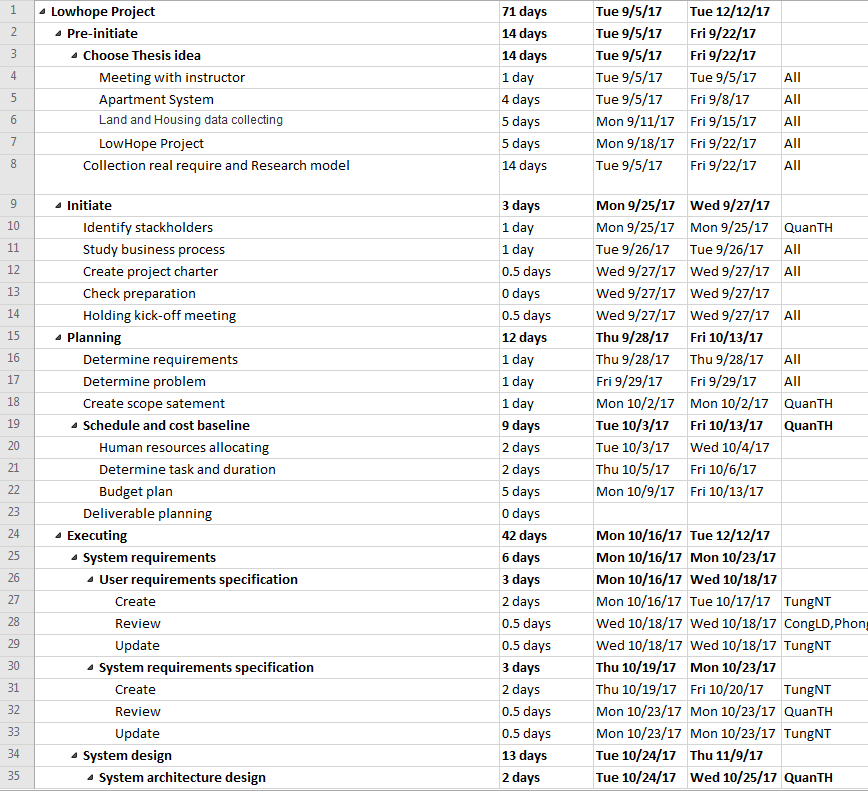 1 Lowhope Project 71 days Tue 9/5/17 Tue 12/12/17
2 Pre-initiate 14 days Tue 9/5/17 Fri 9/22/17
3 Choose Thesis idea 14 days Tue 9/5/17 Fri 9/22/17
4 Meeting with instructor 1 day Tue 9/5/17 Tue 9/5/17 All
5 Apartment System 4 days Tue 9/5/17 Fri 9/8/17 All
6 Land and Housing data collecting 5 days Mon 9/11/17 Fri 9/15/17 All
7 LowHope Project 5 days Mon 9/18/17 Fri 9/22/17 All
8 Collection real require and Research model 14 days Tue 9/5/17 Fri 9/22/17 All
9 Initiate 3 days Mon 9/25/17 Wed 9/27/17
10 Identify stackholders 1 day Mon 9/25/17 Mon 9/25/17 QuanTH
11 Study business process 1 day Tue 9/26/17 Tue 9/26/17 All
12 Create project charter 0.5 days Wed 9/27/17 Wed 9/27/17 All
13 Check preparation 0 days Wed 9/27/17 Wed 9/27/17
14 Holding kick-off meeting 0.5 days Wed 9/27/17 Wed 9/27/17 All
15 Planning 12 days Thu 9/28/17 Fri 10/13/17
16 Determine requirements 1 day Thu 9/28/17 Thu 9/28/17 All
17 Determine problem 1 day Fri 9/29/17 Fri 9/29/17 All
18 Create scope satement 1 day Mon 10/2/17 Mon 10/2/17 QuanTH
19 Schedule and cost baseline 9 days Tue 10/3/17 Fri 10/13/17 QuanTH
20 Human resources allocating 2 days Tue 10/3/17 Wed 10/4/17
21 Determine task and duration 2 days Thu 10/5/17 Fri 10/6/17
22 Budget plan 5 days Mon 10/9/17 Fri 10/13/17
23 Deliverable planning 0 days
24 Executing 42 days Mon 10/16/17 Tue 12/12/17
25 System requirements 6 days Mon 10/16/17 Mon 10/23/17
26 User requirements specification 3 days Mon 10/16/17 Wed 10/18/17
27 Create 2 days Mon 10/16/17 Tue 10/17/17 TungNT
28 Review 0.5 days Wed 10/18/17 Wed 10/18/17 CongLD,Phong
29 Update 0.5 days Wed 10/18/17 Wed 10/18/17 TungNT
30 System requirements specification 3 days Thu 10/19/17 Mon 10/23/17
31 Create 2 days Thu 10/19/17 Fri 10/20/17 TungNT
32 Review 0.5 days Mon 10/23/17 Mon 10/23/17 QuanTH
33 Update 0.5 days Mon 10/23/17 Mon 10/23/17 TungNT
34 System design 13 days Tue 10/24/17 Thu 11/9/17
35 System architecture design 2 days Tue 10/24/17 Wed 10/25/17 QuanTH